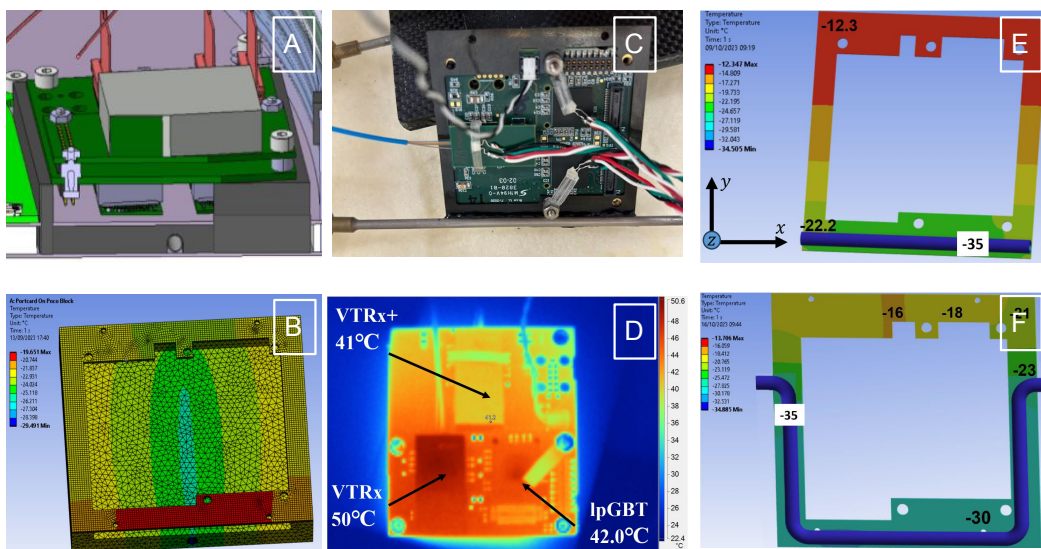 A
C
3028-01
02-03
Temperature
Type: Temperature
Unit: °C
Time: 1 s
09/10/2023 09:19
-12.347 Max
-14.809
-17.271
-19.733
-22.195
-24.657
-27.119
-29.581
-32.043
-34.505 Min
-12.3
E
y
z
x
-22.2
-35
A: Portcard On Poco Block
Temperature
Type: Temperature
Unit: °C
Time: 1 s
13/09/2023 17:40
-19.651 Max
-20.744
-21.837
-22.931
-24.024
-25.118
-26.211
-27.304
-28.398
-29.491 Min
B
VTRx+
41°C
D
VTRx
50°C
lpGBT
42.0°C
50.6
48
46
44
42
40
38
36
34
32
30
28
26
24
22.4
°C
Temperature
Type: Temperature
Unit: °C
Time: 1 s
16/10/2023 09:44
-13.706 Max
-16.059
-18.412
-20.765
-23.119
-25.472
-27.825
-30.178
-32.531
-34.885 Min
-16
-18
-21
F
-23
-35
-30